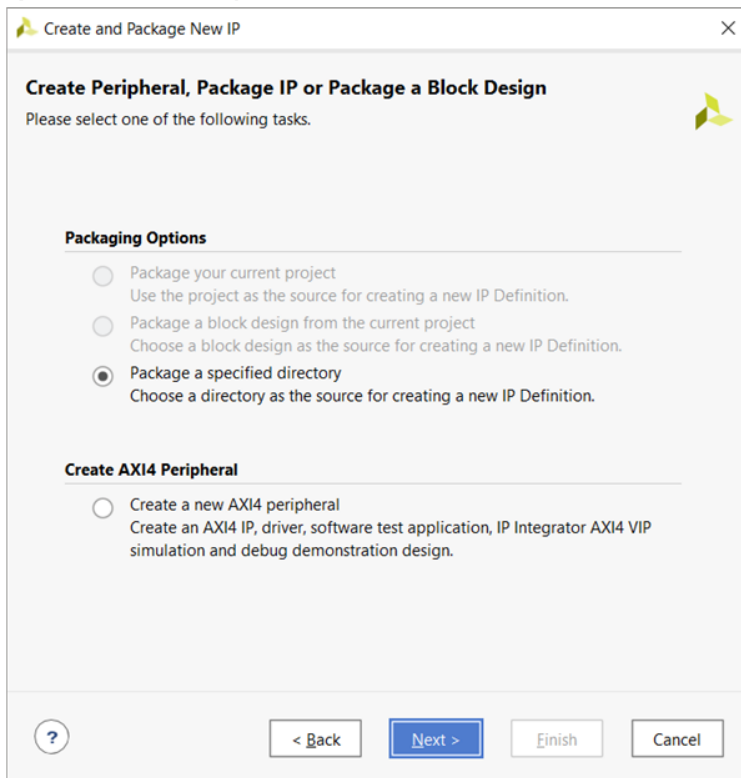 Create and Package New IP
Create Peripheral, Package IP or Package a Block Design
Please select one of the following tasks.
Packaging Options
Package your current project
Use the project as the source for creating a new IP Definition.
Package a block design from the current project
Choose a block design as the source for creating a new IP Definition.
Package a specified directory
Choose a directory as the source for creating a new IP Definition.
Create AXI4 Peripheral
Create a new AXI4 peripheral
Create an AXI4 IP, driver, software test application, IP Integrator AXI4 VIP
simulation and debug demonstration design.
? < Back Next > Finish Cancel